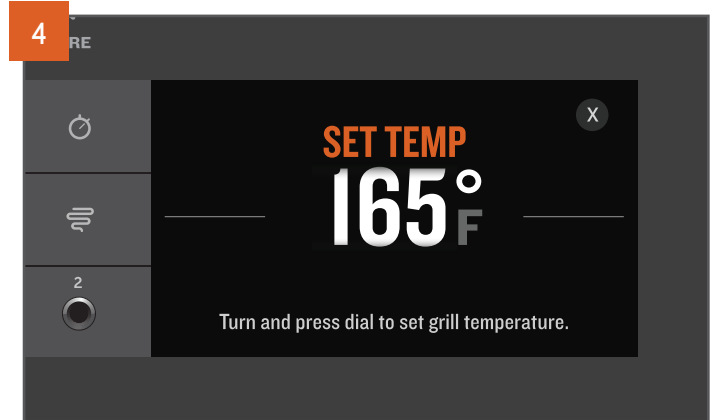 4
RE
X
SET TEMP
165°F
2
Turn and press dial to set grill temperature.